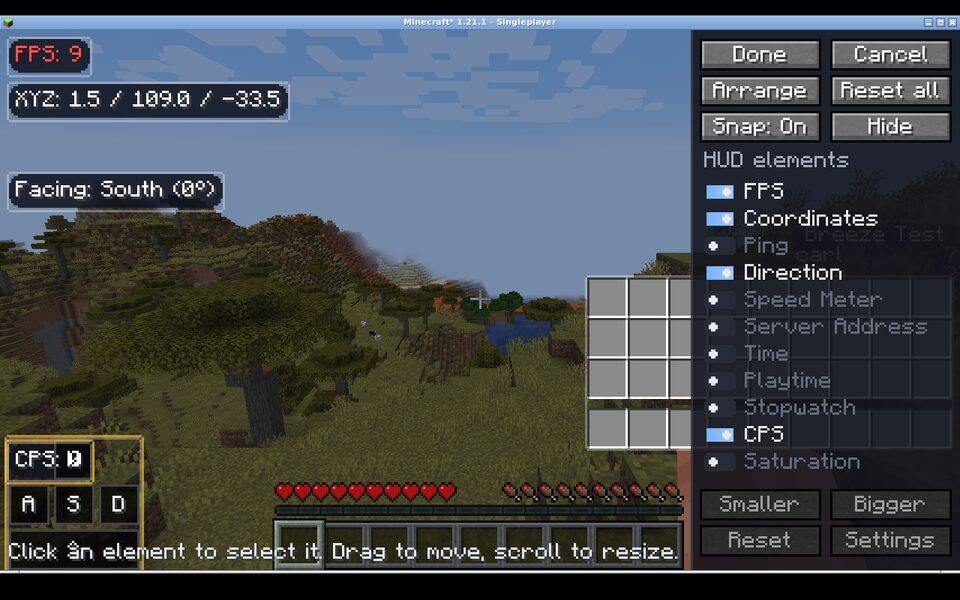 Minecraft* 1.21.1 - Singleplayer
FPS: 9
XYZ: 1.5 / 109.0 / -33.5
Facing: South (0°)
Done
Cancel
Arrange
Reset all
Snap: On
Hide
HUD elements
FPS
Coordinates
Ping
Direction
Speed Meter
Server Address
Time
Playtime
Stopwatch
CPS
Saturation
Smaller
Bigger
Reset
Settings
Breeze Test
CPS: 0
A S D
Click an element to select it. Drag to move, scroll to resize.